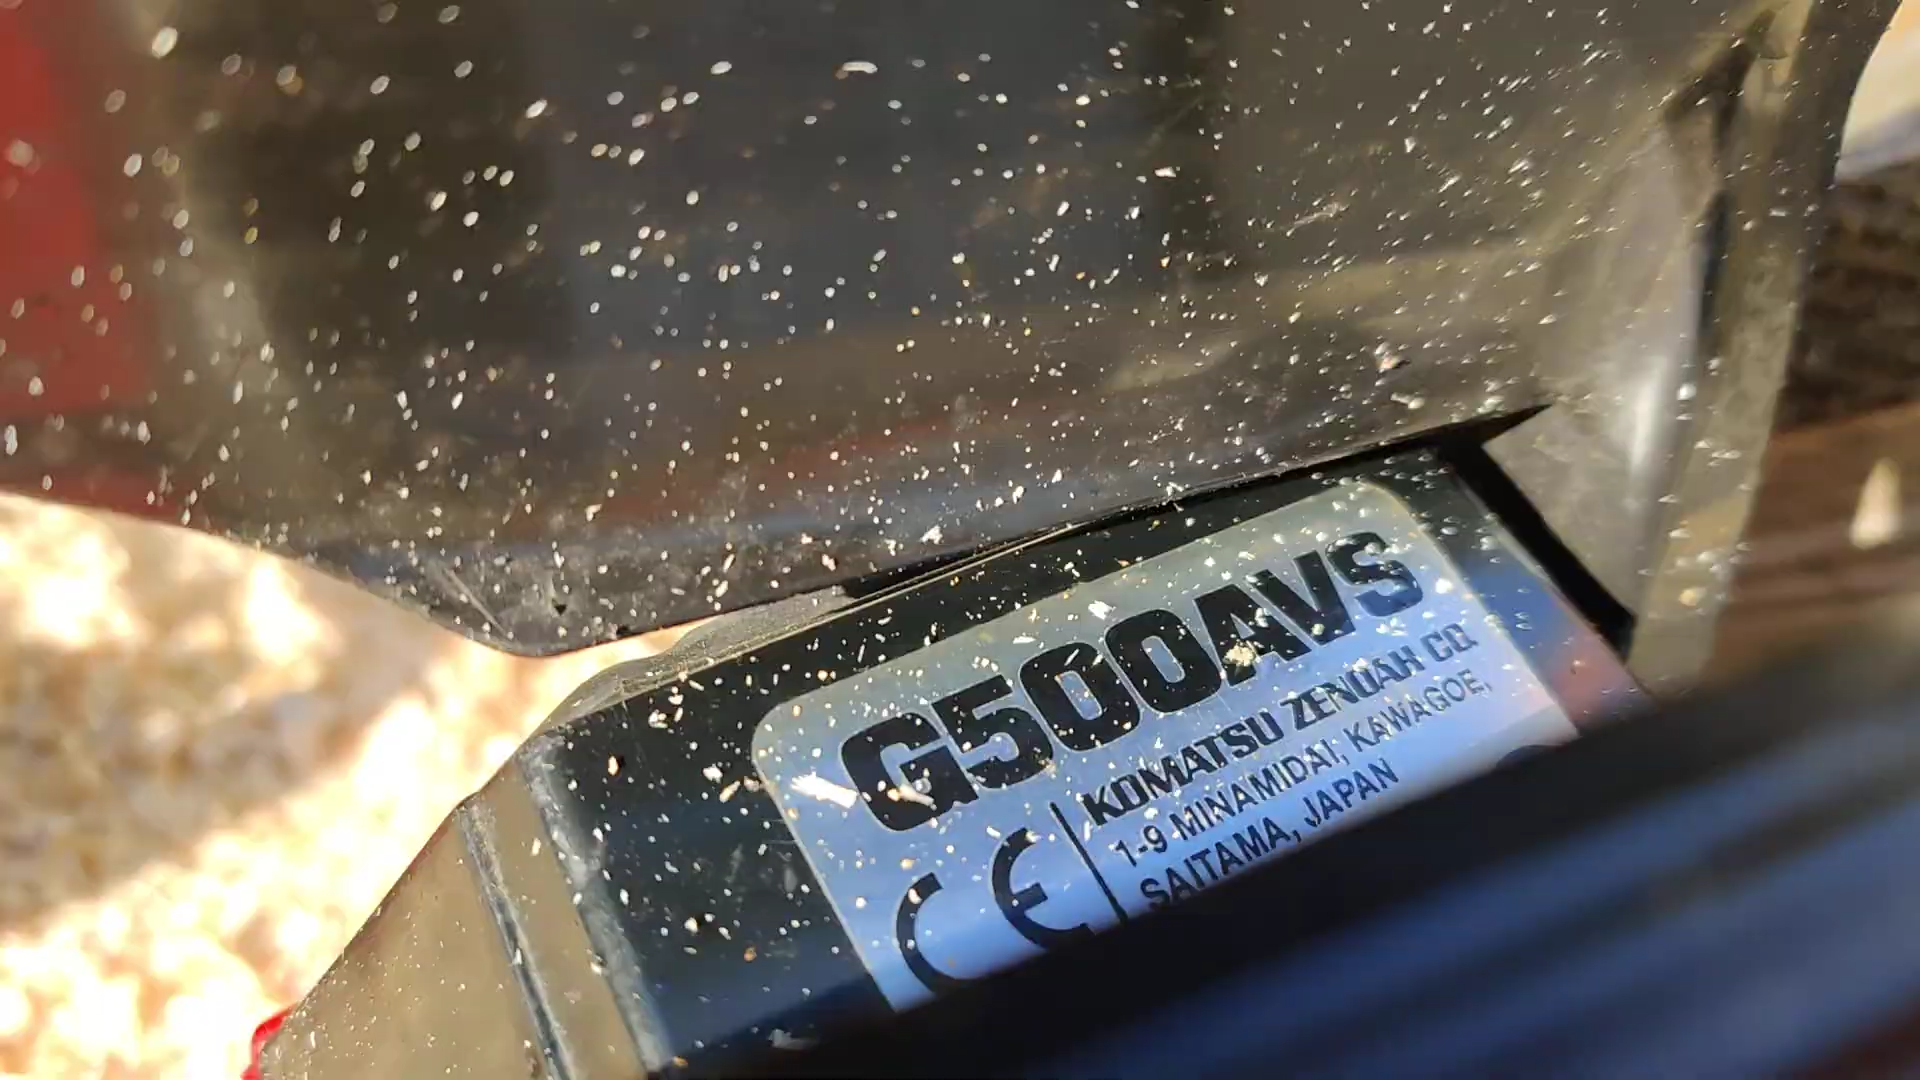 G500AVS
CE
KOMATSU ZENOAH CO.
1-9 MINAMIDAI, KAWAGOE,
SAITAMA, JAPAN